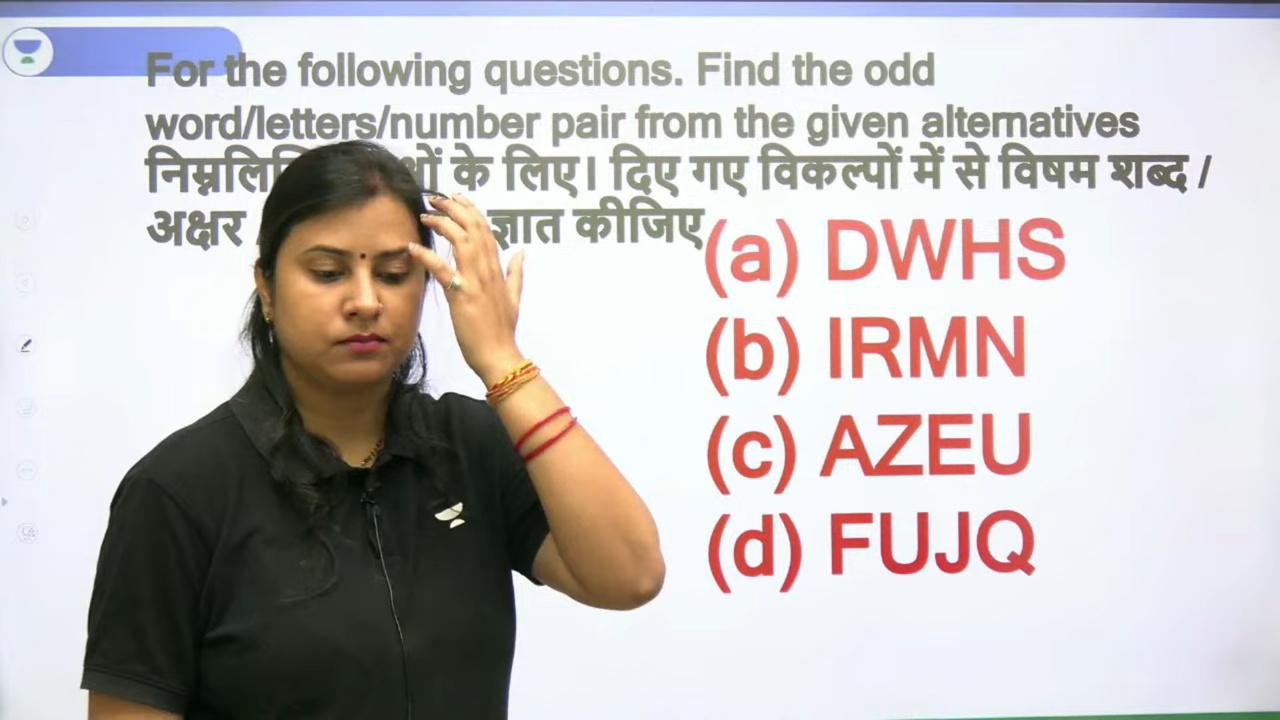 For the following questions. Find the odd
word/letters/number pair from the given alternatives
के लिए। दिए गए विकल्पों में से विषम शब्द /
अक्षर ज्ञात कीजिए
(a) DWHS
(b) IRMN
(c) AZEU
(d) FUJQ